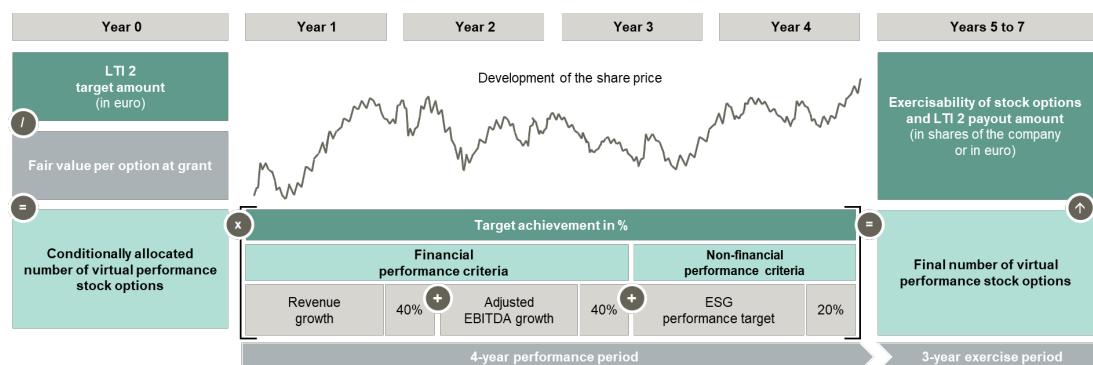 Year 0
Year 1
Year 2
Year 3
Year 4
Years 5 to 7
LTI 2
target amount
(in euro)
/
Fair value per option at grant
=
Conditionally allocated
number of virtual performance
stock options
Development of the share price
x
Target achievement in %
Financial
performance criteria
Non-financial
performance criteria
Revenue
growth
40%
+
Adjusted
EBITDA growth
40%
+
ESG
performance target
20%
4-year performance period
=
Exercisability of stock options
and LTI 2 payout amount
(in shares of the company
or in euro)
↑
Final number of virtual
performance stock options
3-year exercise period